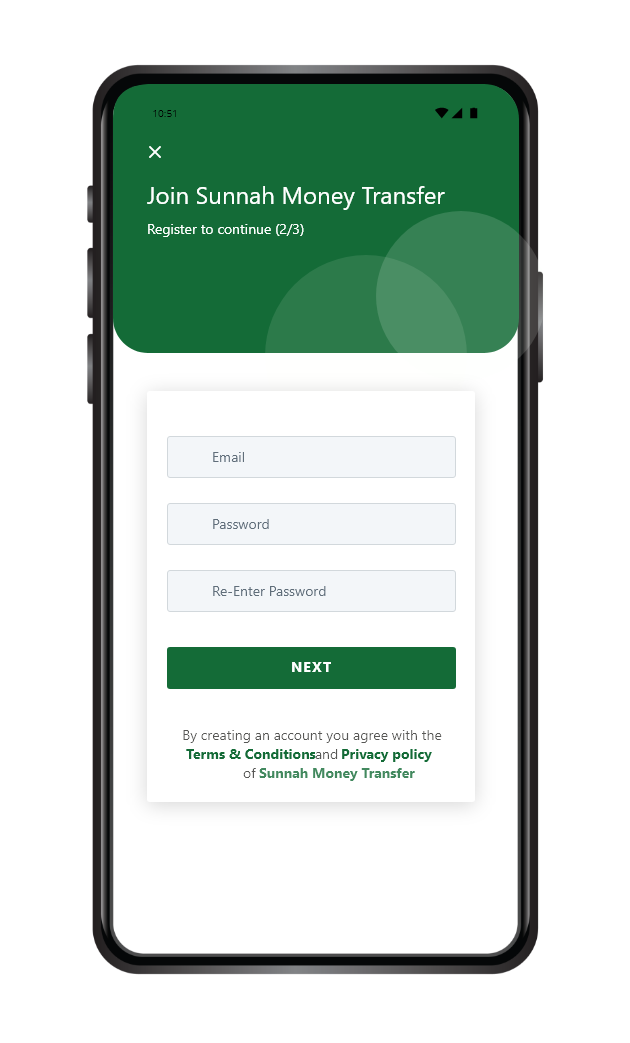 10:51
Join Sunnah Money Transfer
Register to continue (2/3)
Email
Password
Re-Enter Password
NEXT
By creating an account you agree with the
Terms & Conditionsand Privacy policy
of Sunnah Money Transfer